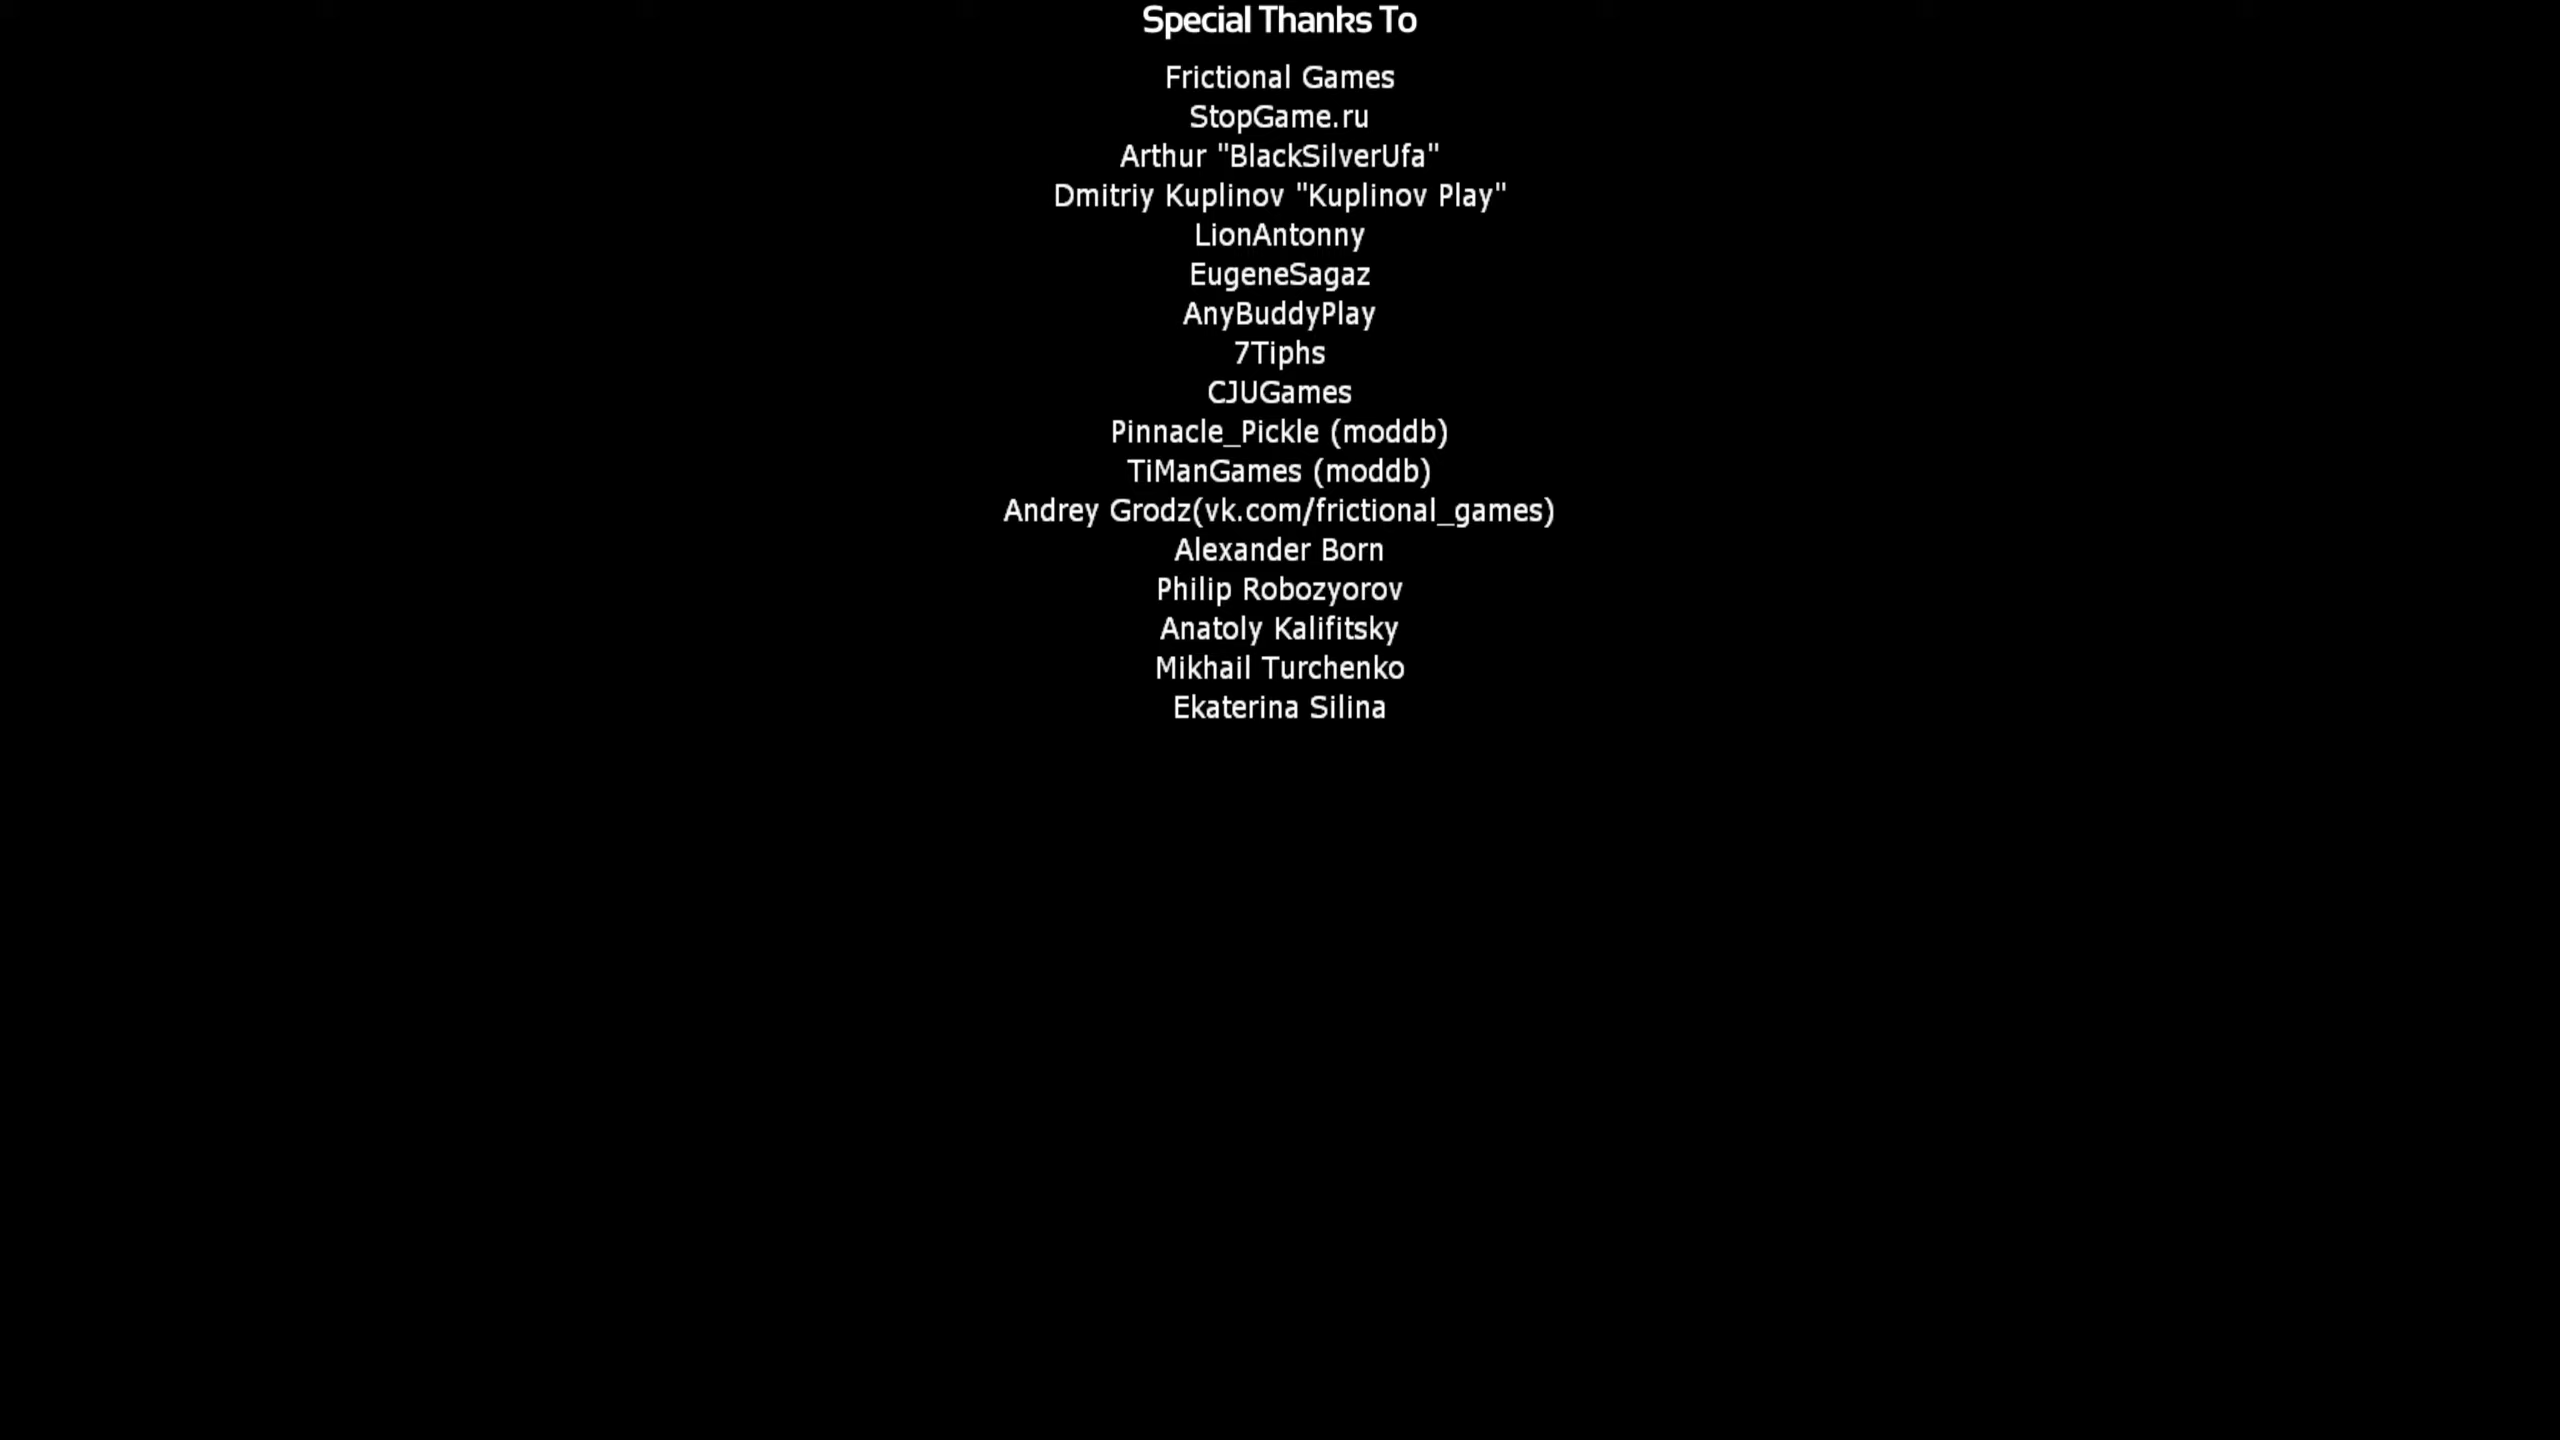 Special Thanks To
Frictional Games
StopGame.ru
Arthur "BlackSilverUfa"
Dmitriy Kuplinov "Kuplinov Play"
LionAntonny
EugeneSagaz
AnyBuddyPlay
7Tiphs
CJUGames
Pinnacle_Pickle (moddb)
TiManGames (moddb)
Andrey Grodz(vk.com/frictional_games)
Alexander Born
Philip Robozyorov
Anatoly Kalifitsky
Mikhail Turchenko
Ekaterina Silina